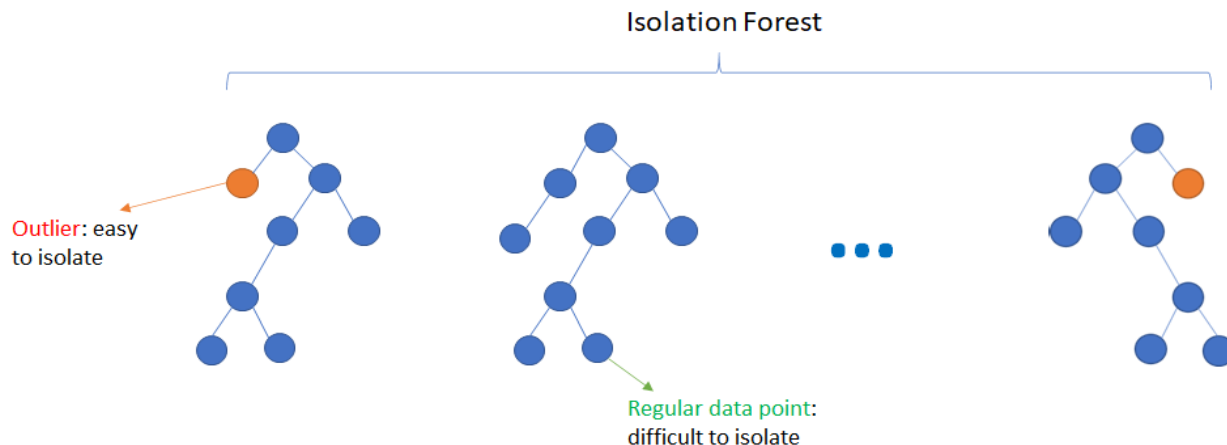 Isolation Forest
Outlier: easy
to isolate
Regular data point:
difficult to isolate